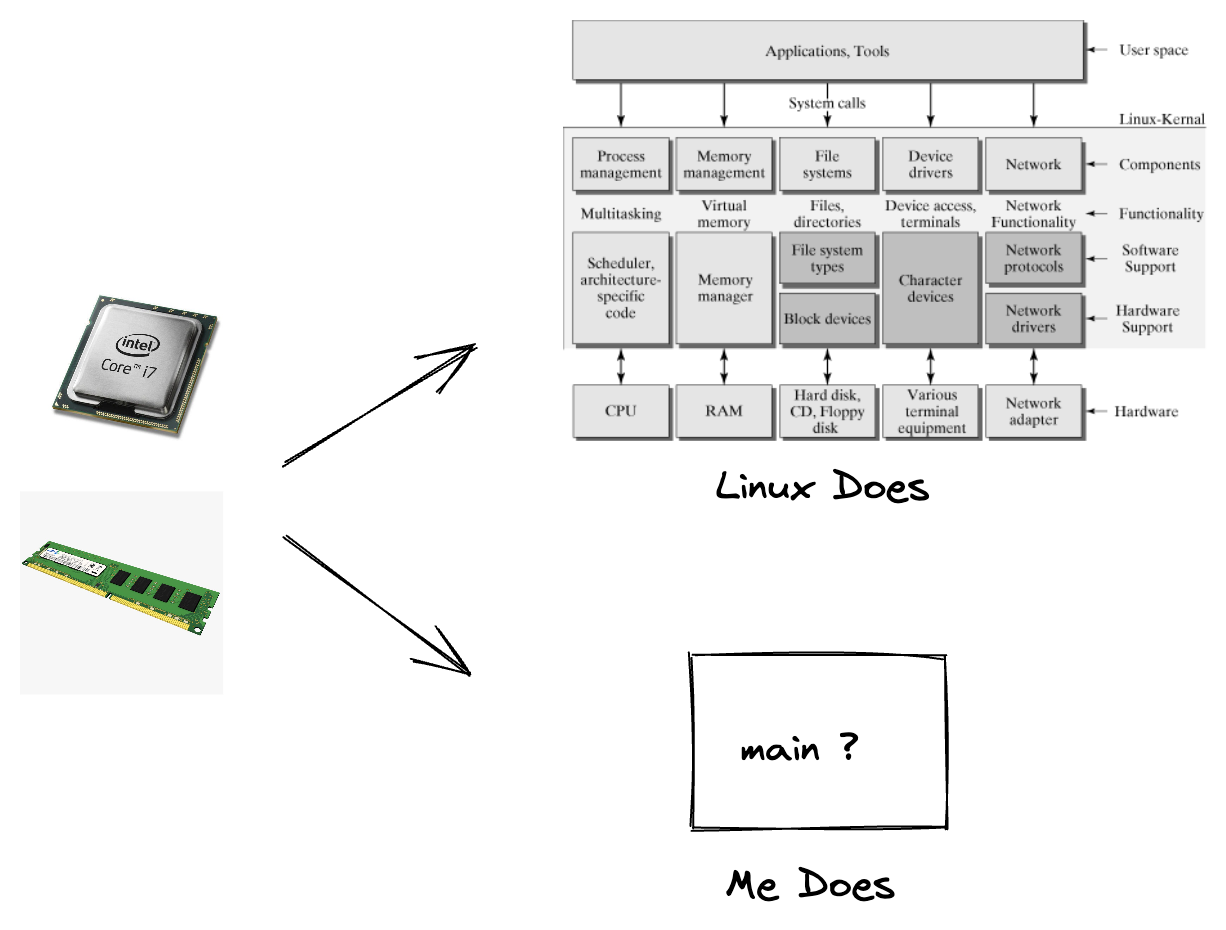 Applications, Tools
User space
System calls
Linux-Kernal
Process
management
Memory
management
File
systems
Device
drivers
Network
Components
Multitasking
Virtual
memory
Files,
directories
Device access,
terminals
Network
Functionality
Functionality
Scheduler,
architecture-
specific
code
Memory
manager
File system
types
Block devices
Character
devices
Network
protocols
Software
Support
Network
drivers
Hardware
Support
CPU
RAM
Hard disk,
CD, Floppy
disk
Various
terminal
equipment
Network
adapter
Hardware
Linux Does
intel
Core™ i7
main ?
Me Does